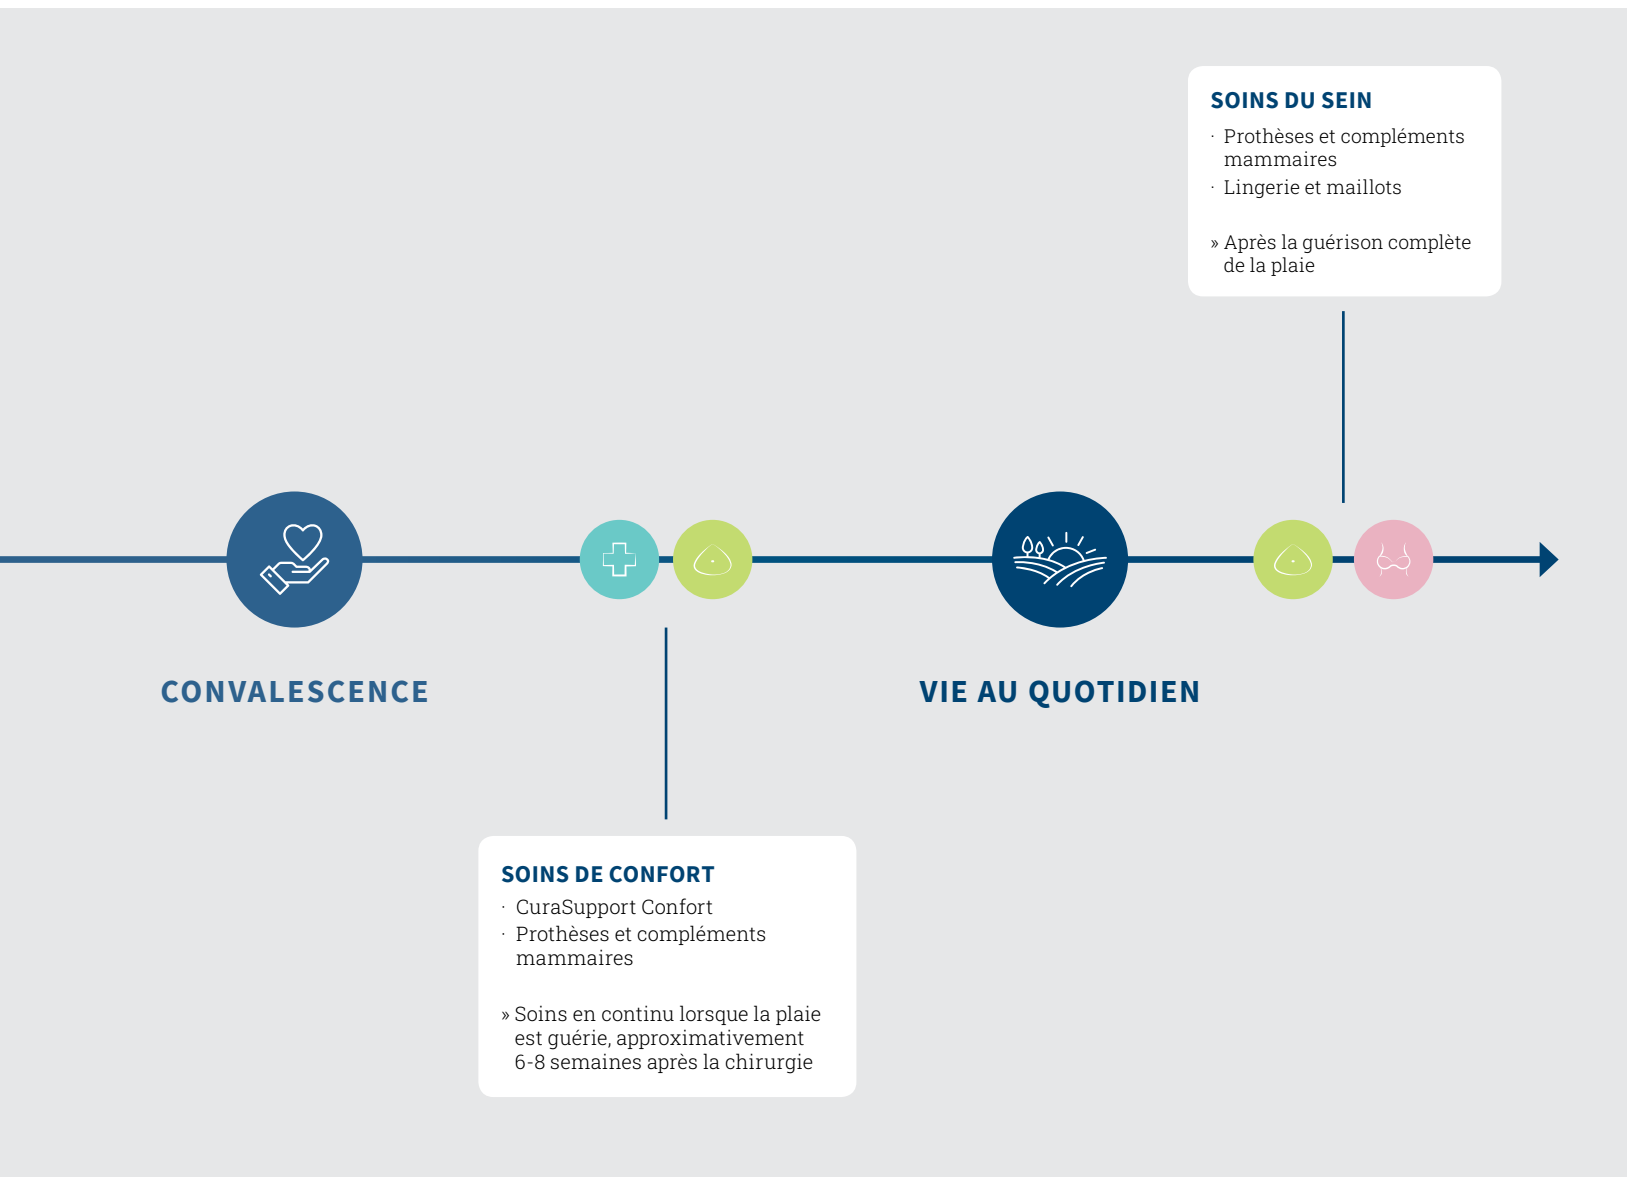 SOINS DU SEIN
· Prothèses et compléments
mammaires
· Lingerie et maillots
» Après la guérison complète
de la plaie
CONVALESCENCE
VIE AU QUOTIDIEN
SOINS DE CONFORT
· CuraSupport Confort
· Prothèses et compléments
mammaires
» Soins en continu lorsque la plaie
est guérie, approximativement
6-8 semaines après la chirurgie